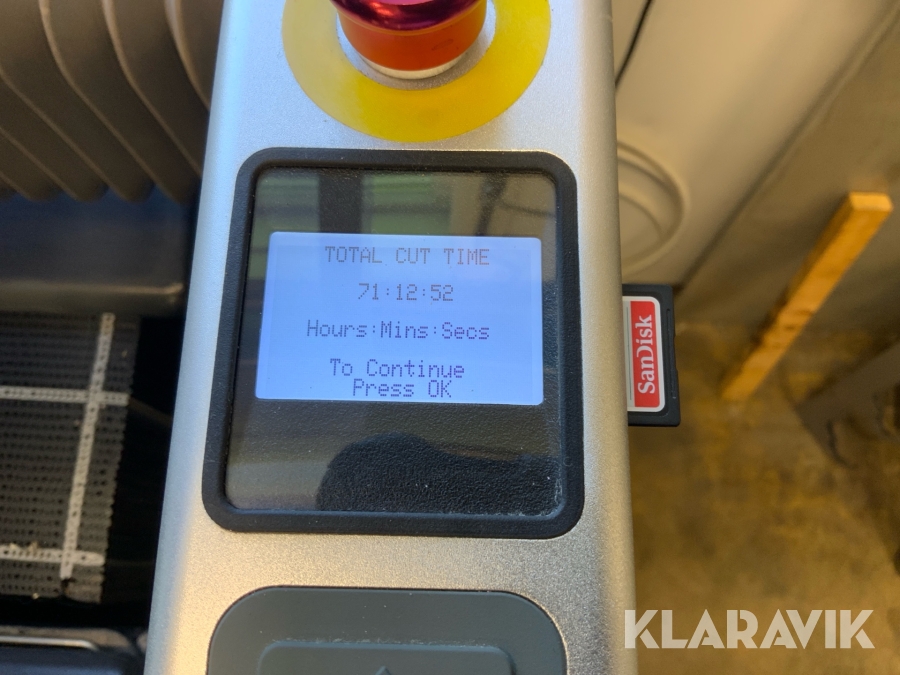 TOTAL CUT TIME
71:12:52
Hours:Mins:Secs
To Continue
Press OK
SanDisk
KLARAVIK